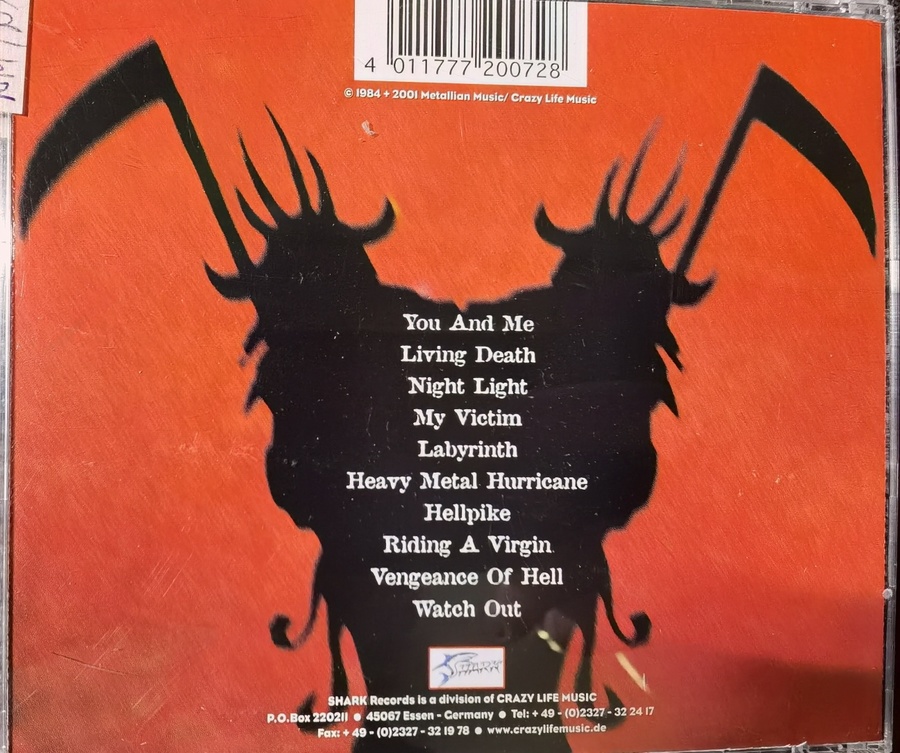 4 011777 200728
© 1984 + 2001 Metallian Music/ Crazy Life Music
You And Me
Living Death
Night Light
My Victim
Labyrinth
Heavy Metal Hurricane
Hellpike
Riding A Virgin
Vengeance Of Hell
Watch Out
SHARK
SHARK Records is a division of CRAZY LIFE MUSIC
P.O.Box 220211 ● 45067 Essen - Germany ● Tel: + 49 - (0)2327 - 32 24 17
Fax: + 49 - (0)2327 - 32 19 78 ● www.crazylifemusic.de